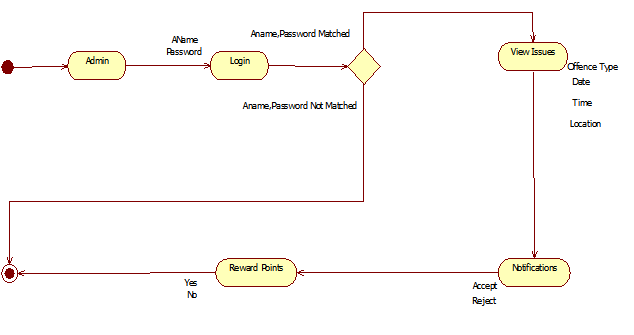 AName
Password
Aname,Password Matched
Admin
Login
View Issues
Offence Type
Date
Time
Location
Aname,Password Not Matched
Reward Points
Notifications
Yes
No
Accept
Reject